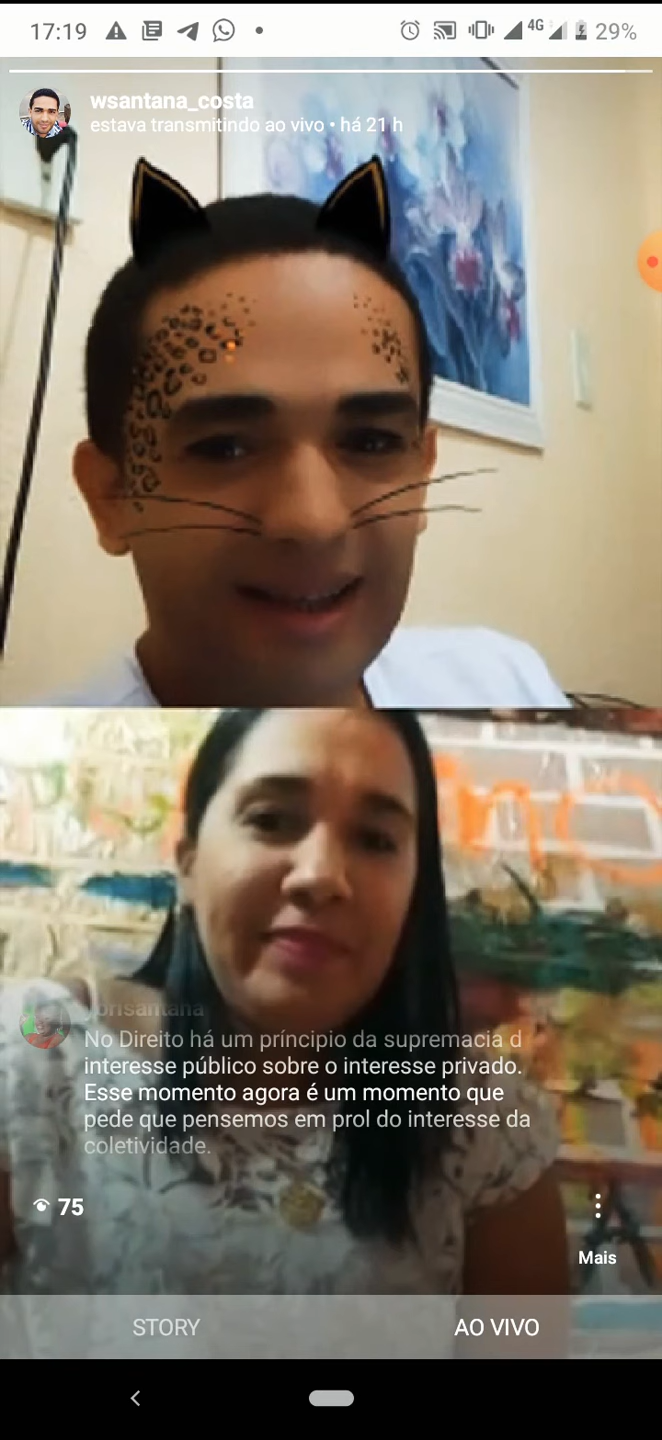 17:19
4G
29%
wsantana_costa
estava transmitindo ao vivo • há 21 h
No Direito há um príncipio da supremacia d
interesse público sobre o interesse privado.
Esse momento agora é um momento que
pede que pensemos em prol do interesse da
coletividade.
75
Mais
STORY
AO VIVO